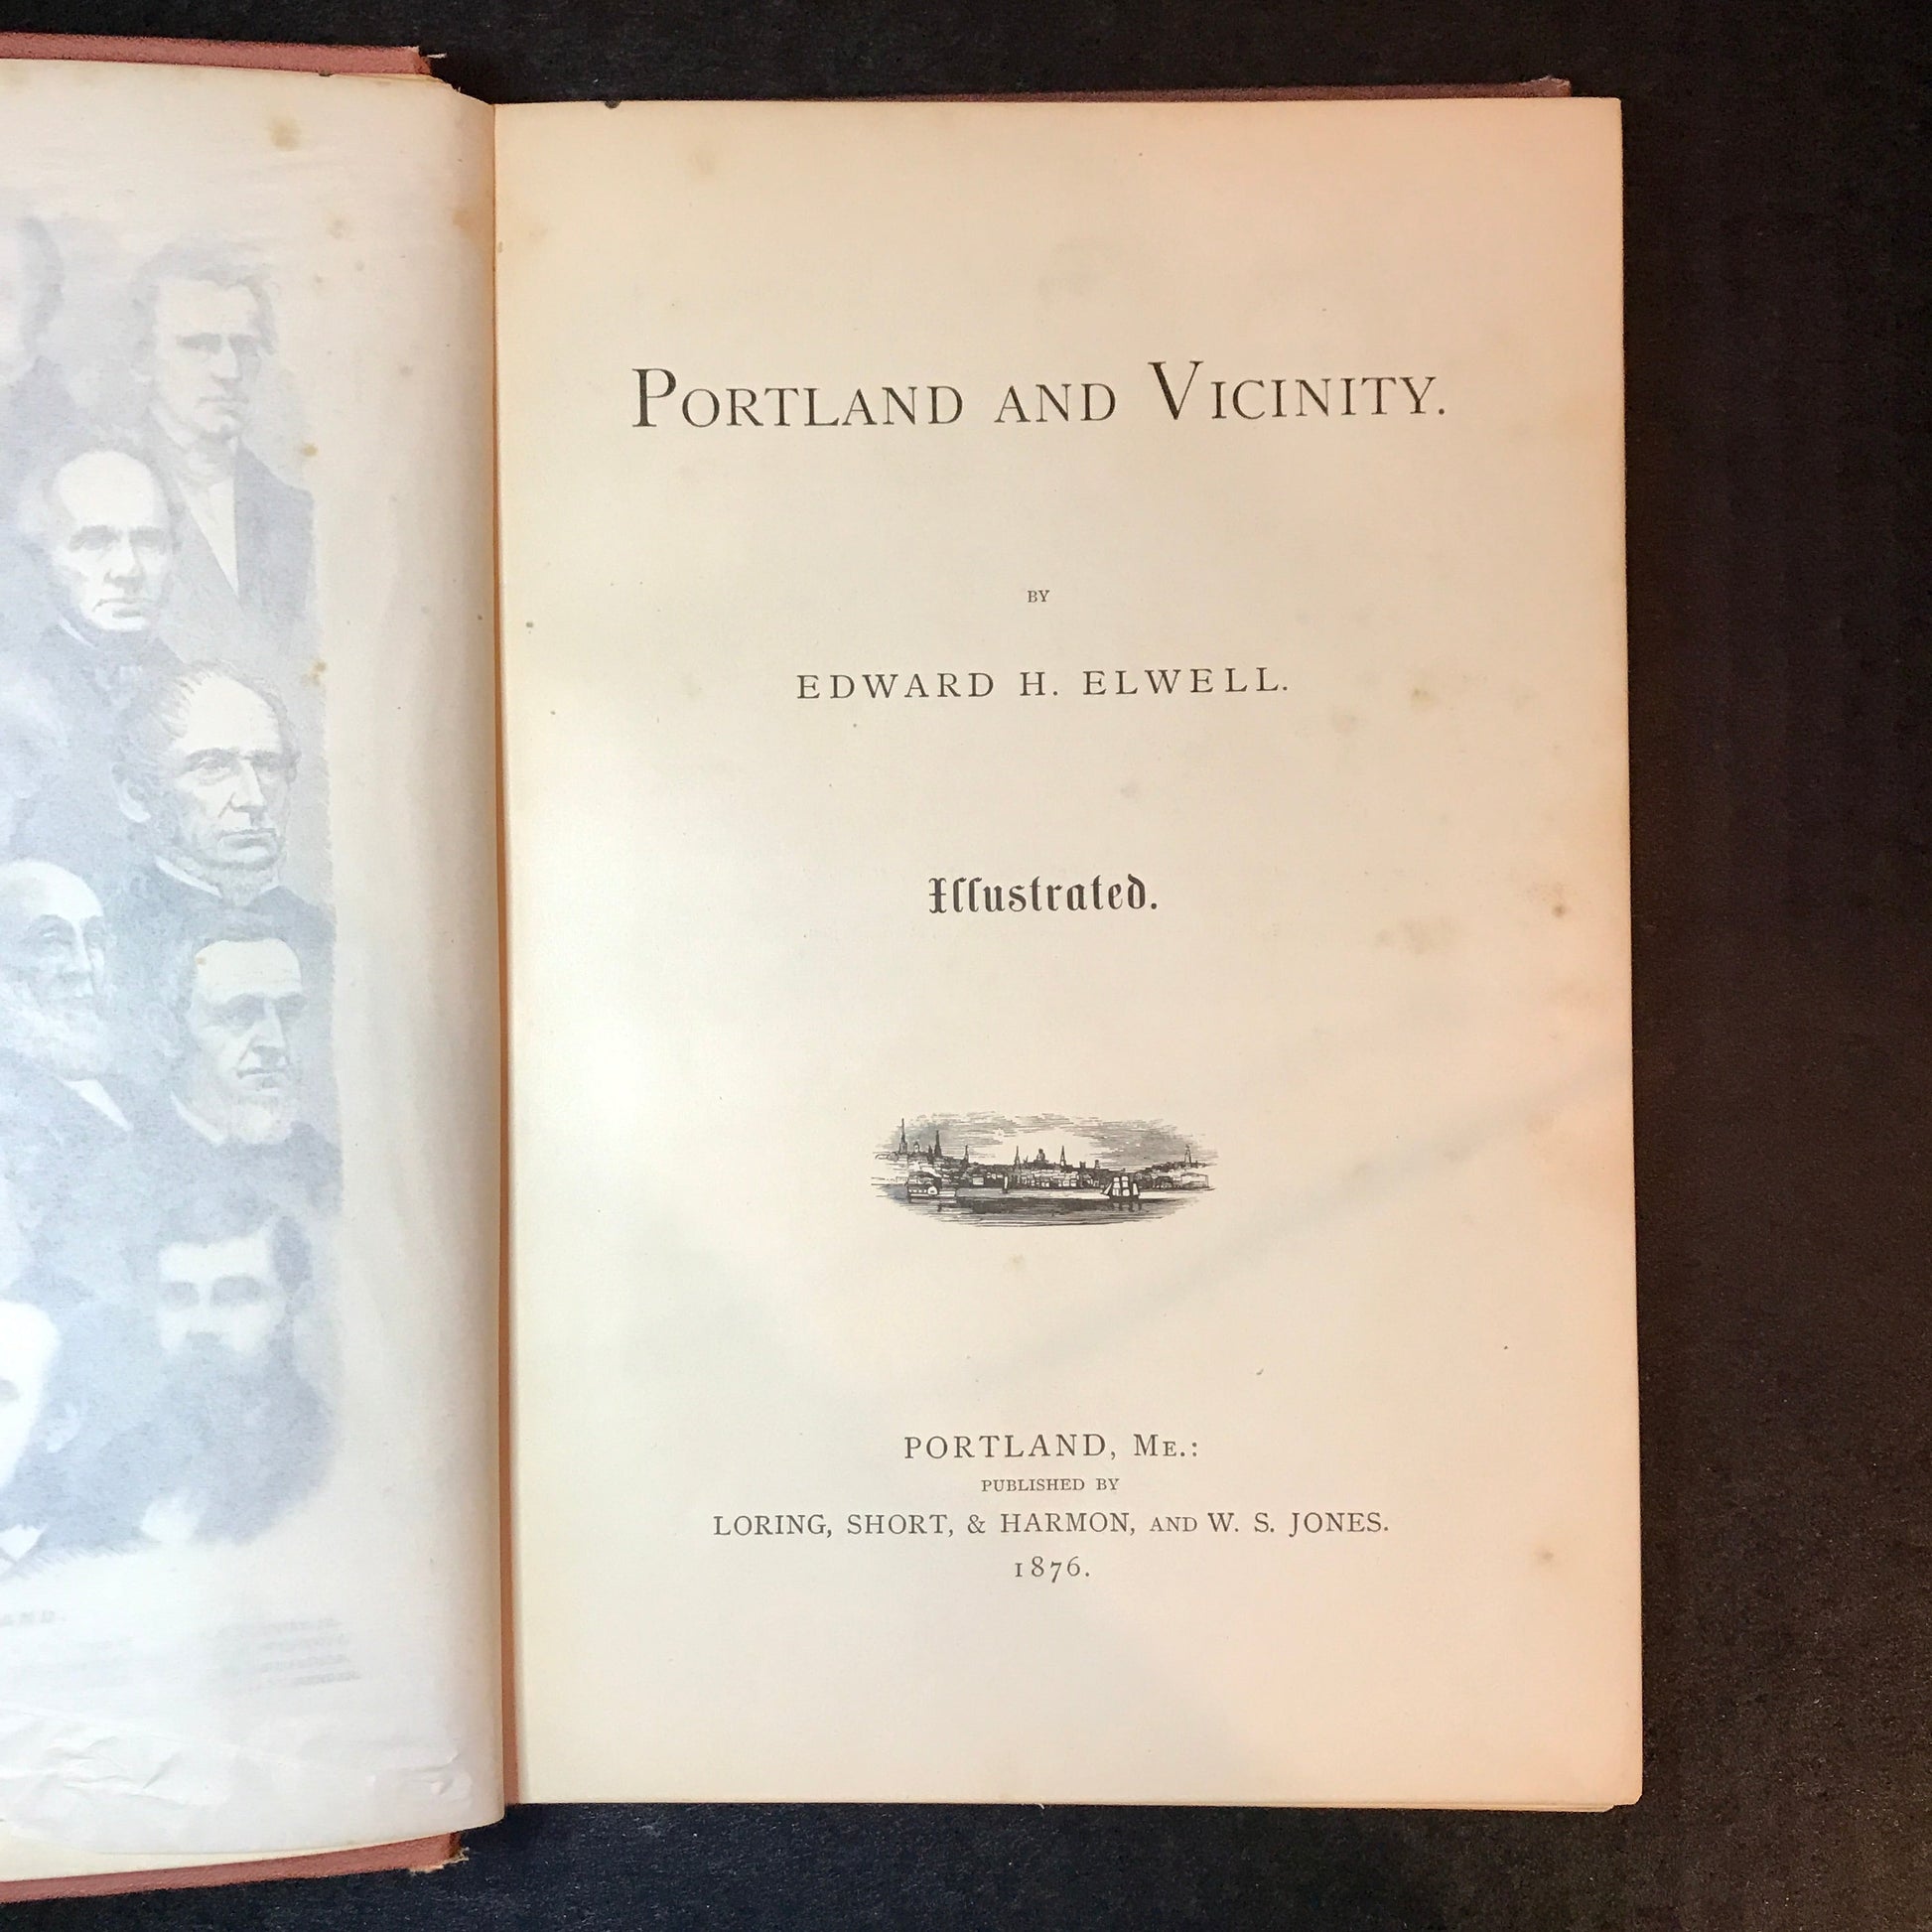 PORTLAND AND VICINITY.
BY
EDWARD H. ELWELL.
Illustrated.
PORTLAND, ME.:
PUBLISHED BY
LORING, SHORT, & HARMON, AND W. S. JONES.
1876.